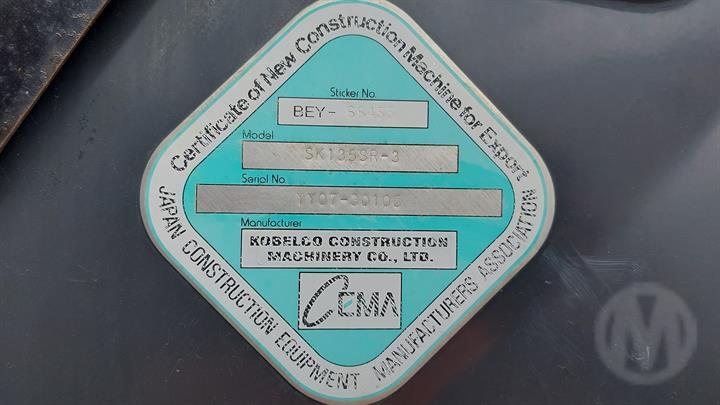 Certificate of New Construction Machine for Export
Sticker No.
BEY-
Model
SK135SR-3
Serial No.
Manufacturer
KOBELCO CONSTRUCTION
MACHINERY CO., LTD.
CEMA
JAPAN CONSTRUCTION EQUIPMENT MANUFACTURERS ASSOCIATION
M